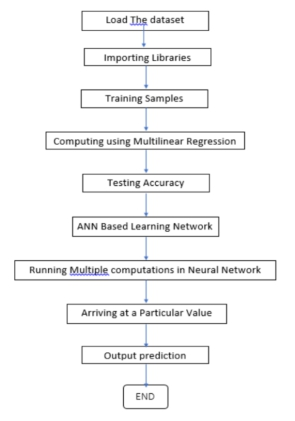 Load The dataset
Importing Libraries
Training Samples
Computing using Multilinear Regression
Testing Accuracy
ANN Based Learning Network
Running Multiple computations in Neural Network
Arriving at a Particular Value
Output prediction
END